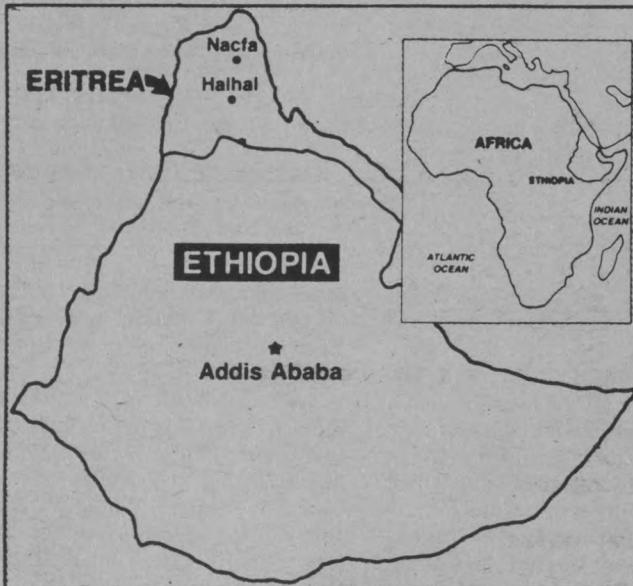 Nacfa
ERITREA
Halhal
ETHIOPIA
Addis Ababa
AFRICA
ETHIOPIA
INDIAN
OCEAN
ATLANTIC
OCEAN